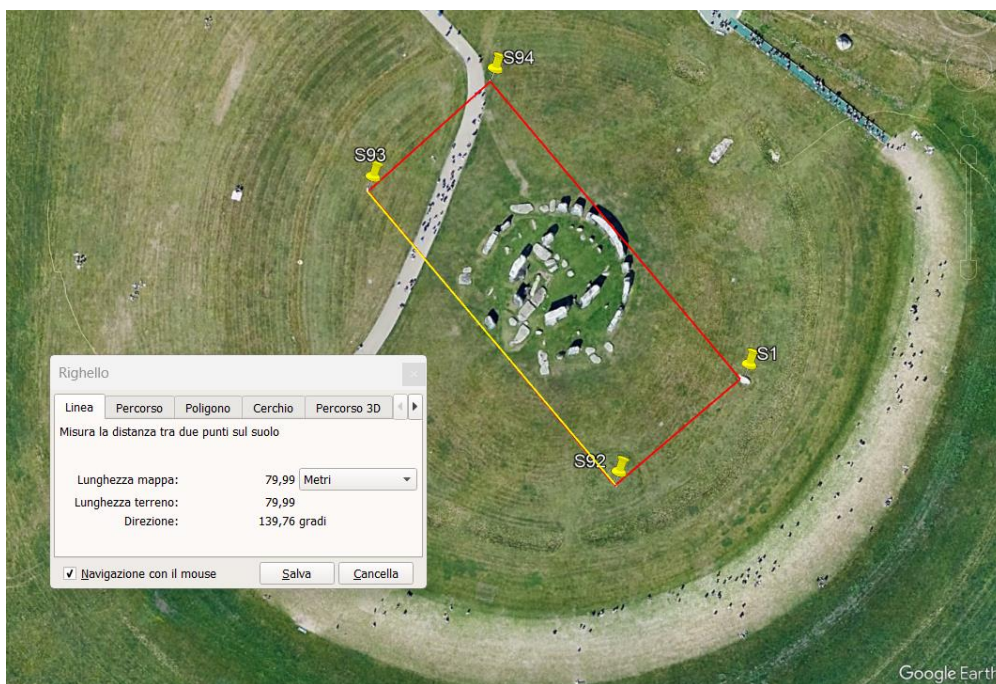 S94
S93
S1
S92
Righello
Linea Percorso Poligono Cerchio Percorso 3D
Misura la distanza tra due punti sul suolo
Lunghezza mappa: 79,99 Metri
Lunghezza terreno: 79,99
Direzione: 139,76 gradi
Navigazione con il mouse Salva Cancella
Google Earth